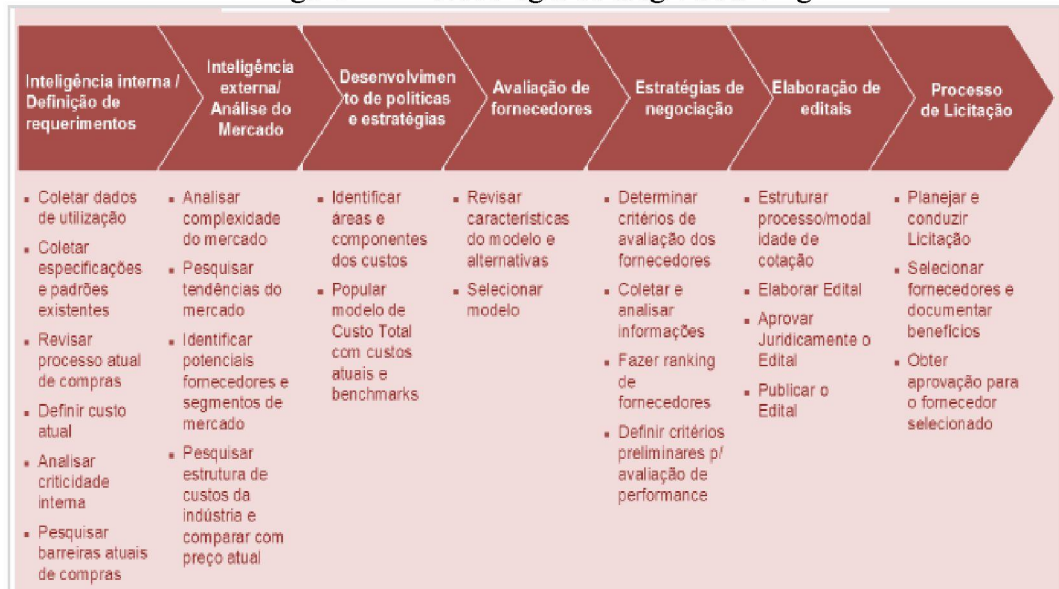 Inteligência interna /
Definição de
requerimentos
Inteligência
externa/
Análise do
Mercado
Desenvolvimen
to de politicas
e estratégias
Avaliação de
fornecedores
Estratégias de
negociação
Elaboração de
editais
Processo
de Licitação
▪ Coletar dados
de utilização
▪ Coletar
especificações
e padrões
existentes
▪ Revisar
processo atual
de compras
▪ Definir custo
atual
▪ Analisar
criticidade
interna
▪ Pesquisar
barreiras atuais
de compras
▪ Analisar
complexidade
do mercado
▪ Pesquisar
tendências do
mercado
▪ Identificar
potenciais
fornecedores e
segmentos de
mercado
▪ Pesquisar
estrutura de
custos da
indústria e
comparar com
preço atual
▪ Identificar
áreas e
componentes
dos custos
▪ Popular
modelo de
Custo Total
com custos
atuais e
benchmarks
▪ Revisar
características
do modelo e
alternativas
▪ Selecionar
modelo
▪ Determinar
critérios de
avaliação dos
fornecedores
▪ Coletar e
analisar
informações
▪ Fazer ranking
de
fornecedores
▪ Definir critérios
preliminares p/
avaliação de
performance
▪ Estruturar
processo/modal
idade de
cotação
▪ Elaborar Edital
▪ Aprovar
Juridicamente o
Edital
▪ Publicar o
Edital
▪ Planejar e
conduzir
Licitação
▪ Selecionar
fornecedores e
documentar
benefícios
▪ Obter
aprovação para
o fornecedor
selecionado